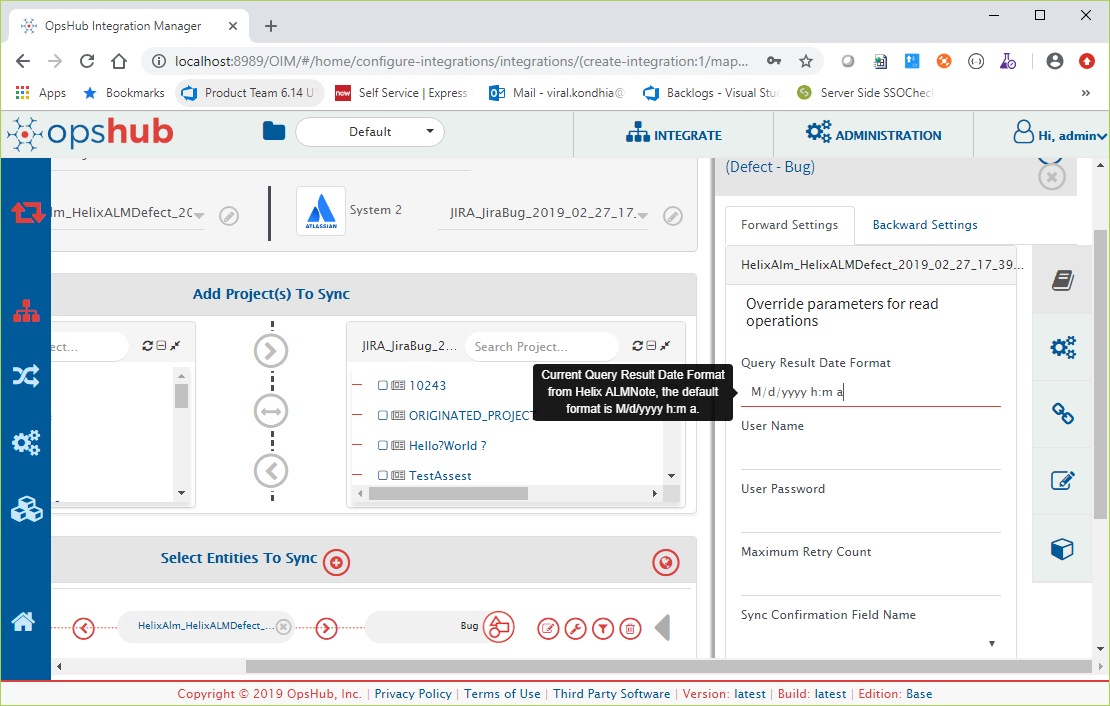 OpsHub Integration Manager
localhost:8989/OIM/#/home/configure-integrations/integrations/(create-integration:1/map...
Apps
Bookmarks
Product Team 6.14 U
now
Self Service | Express
Mail - viral.kondhia@
Backlogs - Visual Stu
Server Side SSOChec
»
opshub
Default
INTEGRATE
ADMINISTRATION
Hi, admin
lm_HelixALMDefect_20
ATLASSIAN
System 2
JIRA_JiraBug_2019_02_27_17.
Add Project(s) To Sync
ect...
JIRA_JiraBug_2...
Search Project...
10243
ORIGINATED_PROJECT
Hello?World ?
TestAssest
Select Entities To Sync
HelixAlm_HelixALMDefect_...
Bug
(Defect - Bug)
Forward Settings
Backward Settings
HelixAlm_HelixALMDefect_2019_02_27_17_39...
Override parameters for read
operations
Query Result Date Format
Current Query Result Date Format
from Helix ALMNote, the default
format is M/d/yyyy h:m a.
M/d/yyyy h:m a
User Name
User Password
Maximum Retry Count
Sync Confirmation Field Name
Copyright © 2019 OpsHub, Inc. | Privacy Policy | Terms of Use | Third Party Software | Version: latest | Build: latest | Edition: Base